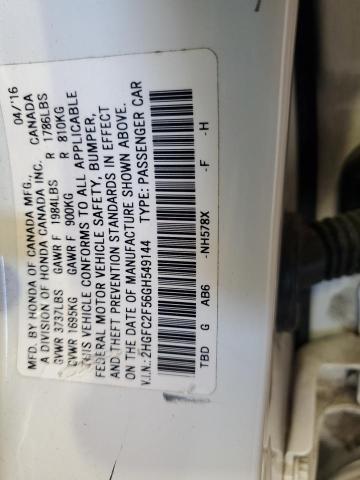 MFD. BY HONDA OF CANADA MFG., 04/'16
A DIVISION OF HONDA CANADA INC. CANADA
GVWR 3737LBS GAWR F 1984LBS R 1786LBS
GVWR 1695KG GAWR F 900KG R 810KG
THIS VEHICLE CONFORMS TO ALL APPLICABLE
FEDERAL MOTOR VEHICLE SAFETY, BUMPER,
AND THEFT PREVENTION STANDARDS IN EFFECT
ON THE DATE OF MANUFACTURE SHOWN ABOVE.
V.I.N.: 2HGFC2F56GH549144 TYPE: PASSENGER CAR
TBD G AB6 -NH578X -F -H